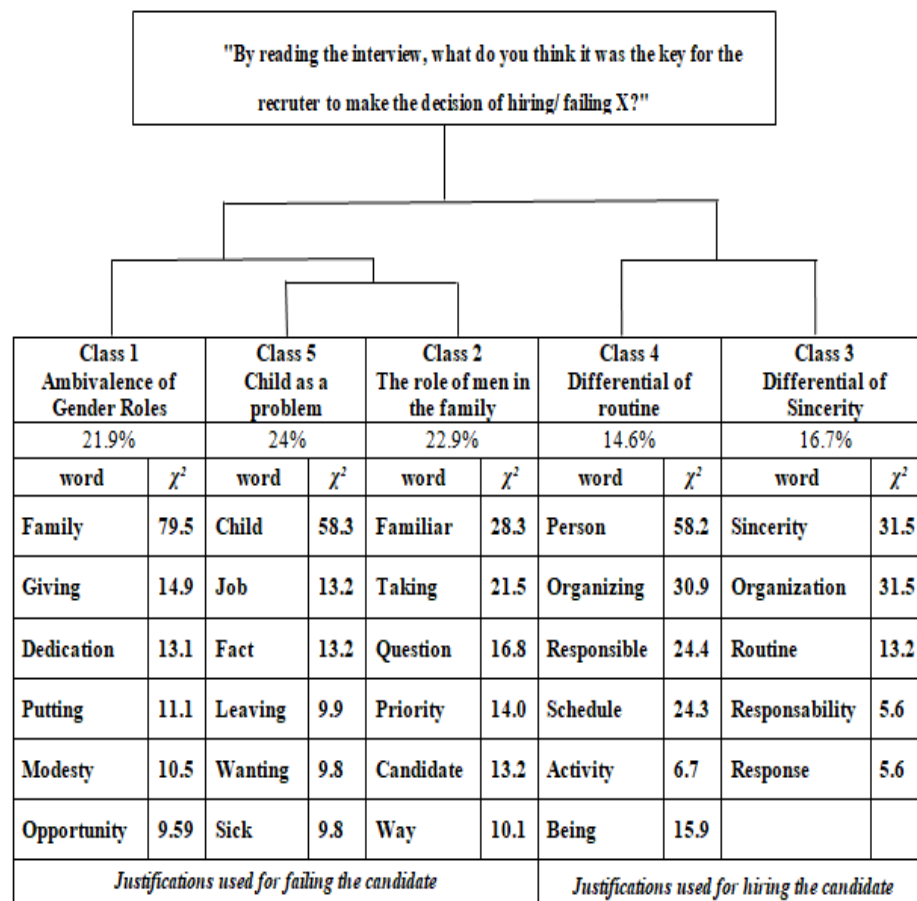 "By reading the interview, what do you think it was the key for the
recruter to make the decision of hiring/ failing X?"
Class 1 Class 5 Class 2 Class 4 Class 3
Ambivalence of Child as a The role of men in Differential of Differential of
Gender Roles problem the family routine Sincerity
21.9% 24% 22.9% 14.6% 16.7%
word χ² word χ² word χ² word χ² word χ²
Family 79.5 Child 58.3 Familiar 28.3 Person 58.2 Sincerity 31.5
Giving 14.9 Job 13.2 Taking 21.5 Organizing 30.9 Organization 31.5
Dedication 13.1 Fact 13.2 Question 16.8 Responsible 24.4 Routine 13.2
Putting 11.1 Leaving 9.9 Priority 14.0 Schedule 24.3 Responsability 5.6
Modesty 10.5 Wanting 9.8 Candidate 13.2 Activity 6.7 Response 5.6
Opportunity 9.59 Sick 9.8 Way 10.1 Being 15.9
Justifications used for failing the candidate Justifications used for hiring the candidate